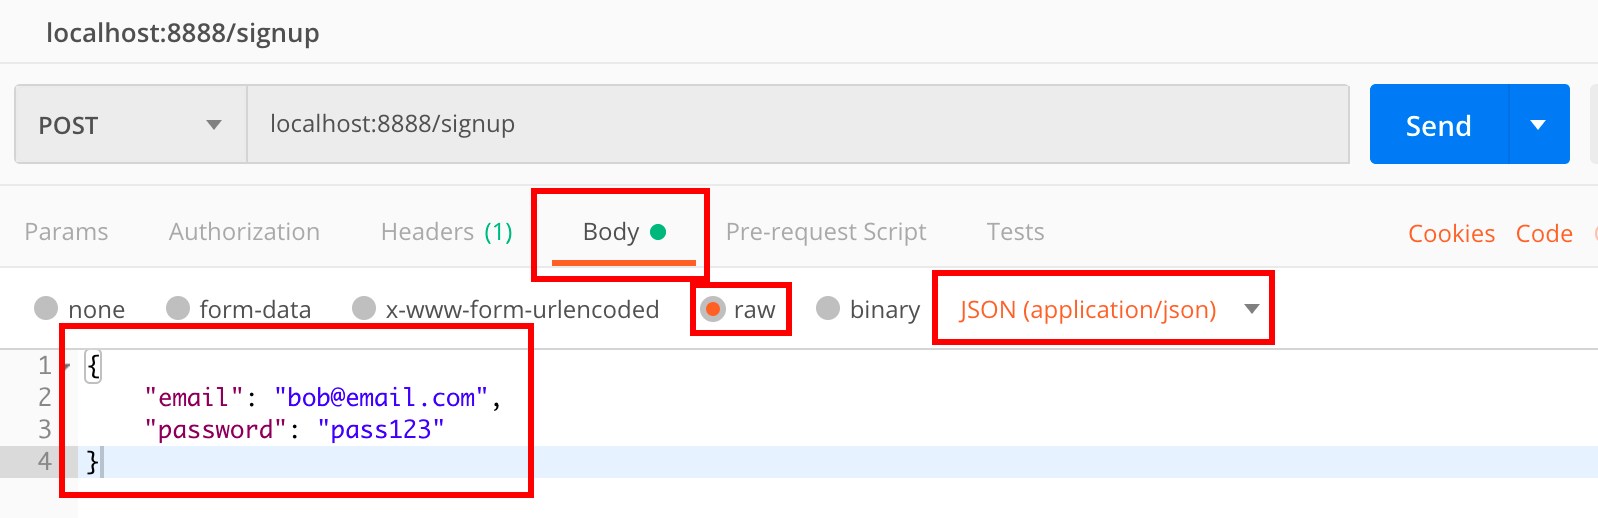 localhost:8888/signup
POST localhost:8888/signup Send
Params Authorization Headers (1) Body Pre-request Script Tests Cookies Code
none form-data x-www-form-urlencoded raw binary JSON (application/json)
1 {
2 "email": "bob@email.com",
3 "password": "pass123"
4 }